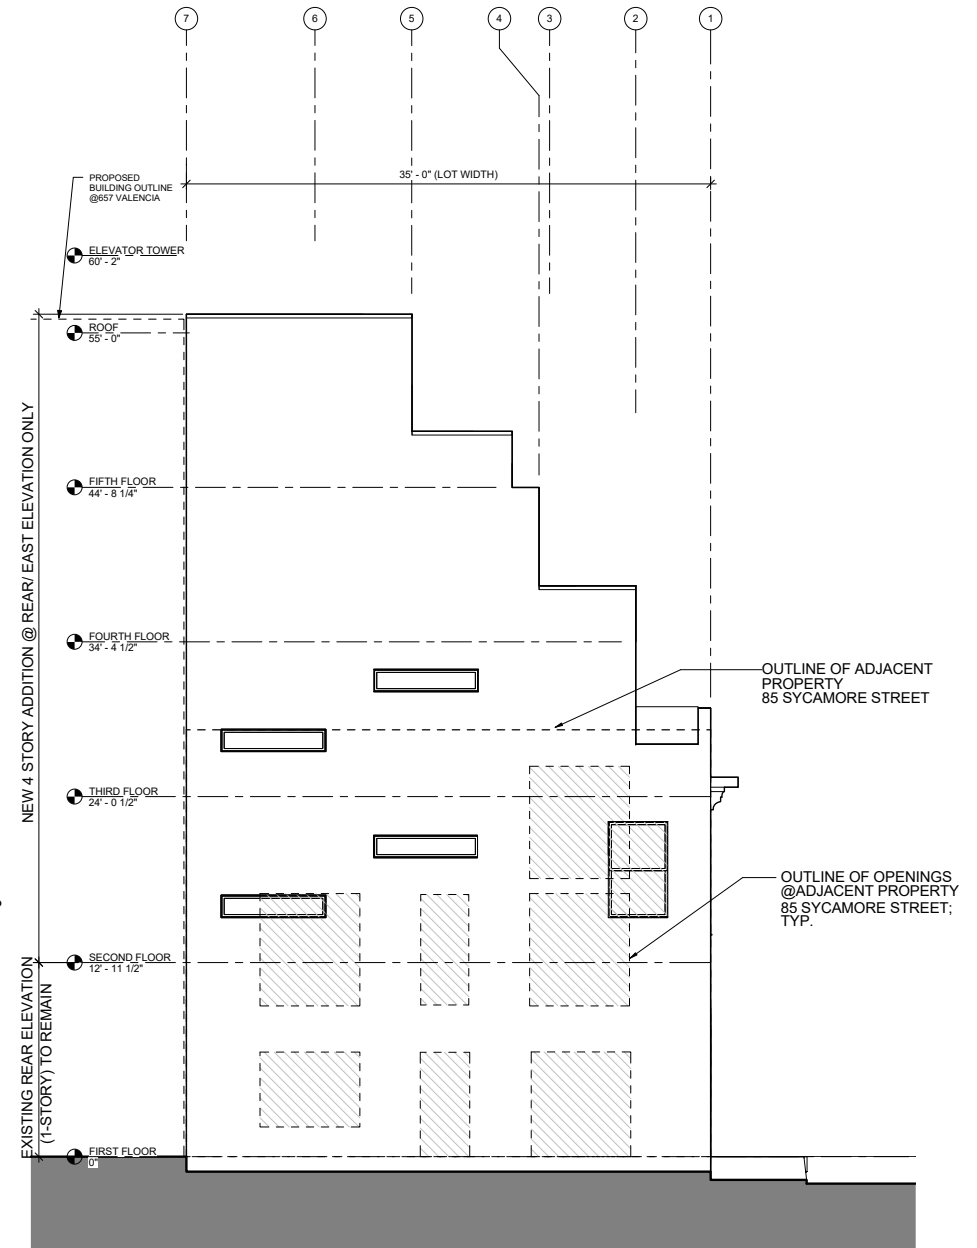 7
6
5
4
3
2
1
PROPOSED
BUILDING OUTLINE
@657 VALENCIA
35' - 0" (LOT WIDTH)
ELEVATOR TOWER
60' - 2"
ROOF
55' - 0"
NEW 4 STORY ADDITION @ REAR/ EAST ELEVATION ONLY
FIFTH FLOOR
44' - 8 1/4"
FOURTH FLOOR
34' - 4 1/2"
OUTLINE OF ADJACENT
PROPERTY
85 SYCAMORE STREET
THIRD FLOOR
24' - 0 1/2"
OUTLINE OF OPENINGS
@ADJACENT PROPERTY
85 SYCAMORE STREET;
TYP.
SECOND FLOOR
12' - 11 1/2"
EXISTING REAR ELEVATION
(1-STORY) TO REMAIN
FIRST FLOOR
0"